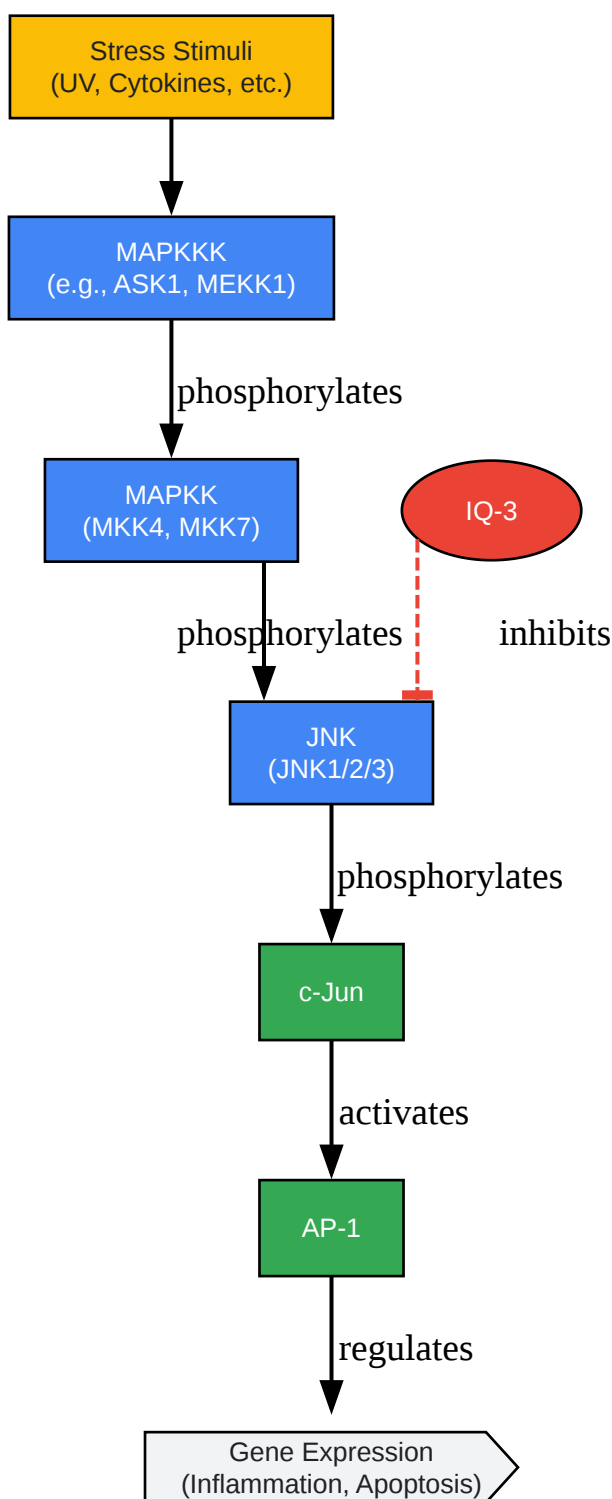 Stress Stimuli
(UV, Cytokines, etc.)
MAPKKK
(e.g., ASK1, MEKK1)
phosphorylates
MAPKK
(MKK4, MKK7)
IQ-3
phosphorylates
inhibits
JNK
(JNK1/2/3)
phosphorylates
c-Jun
activates
AP-1
regulates
Gene Expression
(Inflammation, Apoptosis)